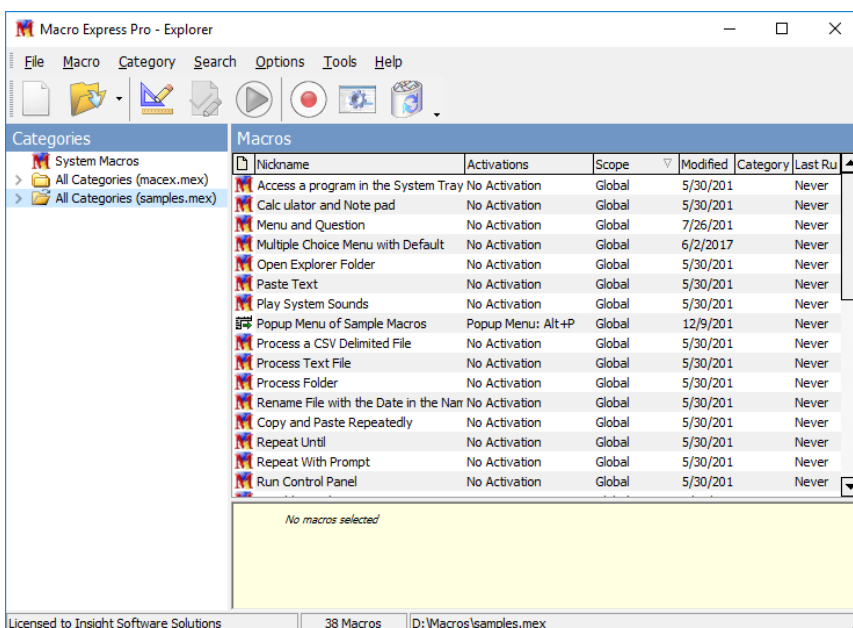 Macro Express Pro - Explorer
File Macro Category Search Options Tools Help
Categories
System Macros
All Categories (macex.mex)
All Categories (samples.mex)
Macros
Nickname Activations Scope Modified Category Last Ru
Access a program in the System Tray No Activation Global 5/30/201 Never
Calc ulator and Note pad No Activation Global 5/30/201 Never
Menu and Question No Activation Global 7/26/201 Never
Multiple Choice Menu with Default No Activation Global 6/2/2017 Never
Open Explorer Folder No Activation Global 5/30/201 Never
Paste Text No Activation Global 5/30/201 Never
Play System Sounds No Activation Global 5/30/201 Never
Popup Menu of Sample Macros Popup Menu: Alt+P Global 12/9/201 Never
Process a CSV Delimited File No Activation Global 5/30/201 Never
Process Text File No Activation Global 5/30/201 Never
Process Folder No Activation Global 5/30/201 Never
Rename File with the Date in the Nam No Activation Global 5/30/201 Never
Copy and Paste Repeatedly No Activation Global 5/30/201 Never
Repeat Until No Activation Global 5/30/201 Never
Repeat With Prompt No Activation Global 5/30/201 Never
Run Control Panel No Activation Global 5/30/201 Never
No macros selected
Licensed to Insight Software Solutions 38 Macros D:\Macros\samples.mex